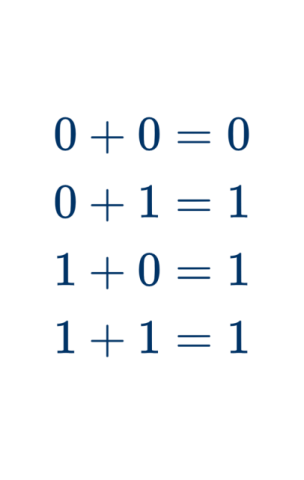 0 + 0 = 0
0 + 1 = 1
1 + 0 = 1
1 + 1 = 1